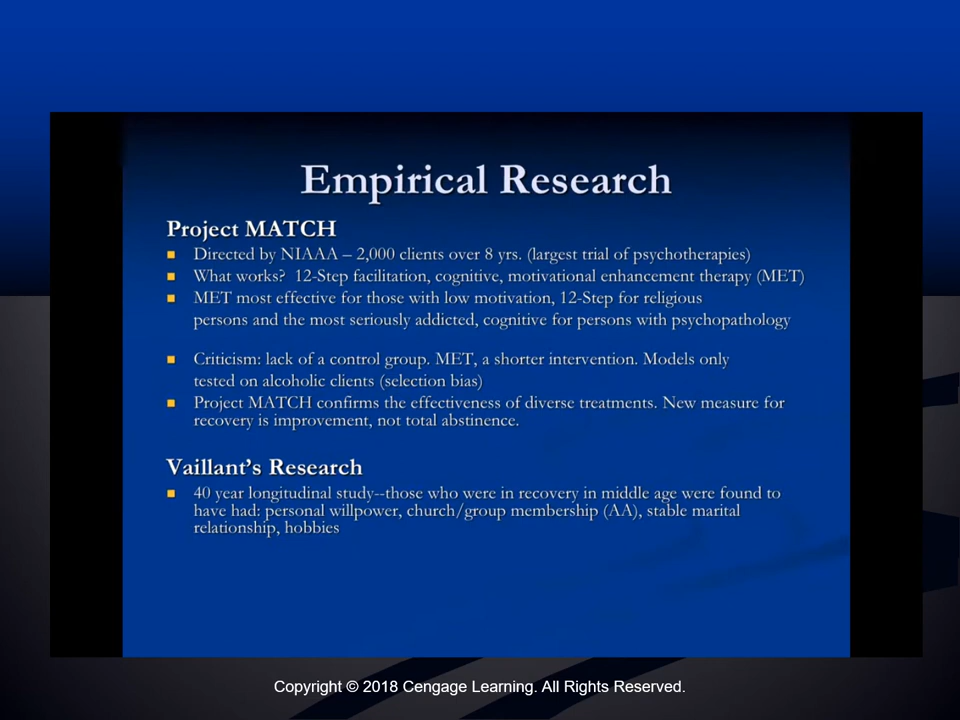 Empirical Research
Project MATCH
Directed by NIAAA – 2,000 clients over 8 yrs. (largest trial of psychotherapies)
What works? 12-Step facilitation, cognitive, motivational enhancement therapy (MET)
MET most effective for those with low motivation, 12-Step for religious
persons and the most seriously addicted, cognitive for persons with psychopathology
Criticism: lack of a control group. MET, a shorter intervention. Models only
tested on alcoholic clients (selection bias)
Project MATCH confirms the effectiveness of diverse treatments. New measure for
recovery is improvement, not total abstinence.
Vaillant's Research
40 year longitudinal study--those who were in recovery in middle age were found to
have had: personal willpower, church/group membership (AA), stable marital
relationship, hobbies
Copyright © 2018 Cengage Learning. All Rights Reserved.